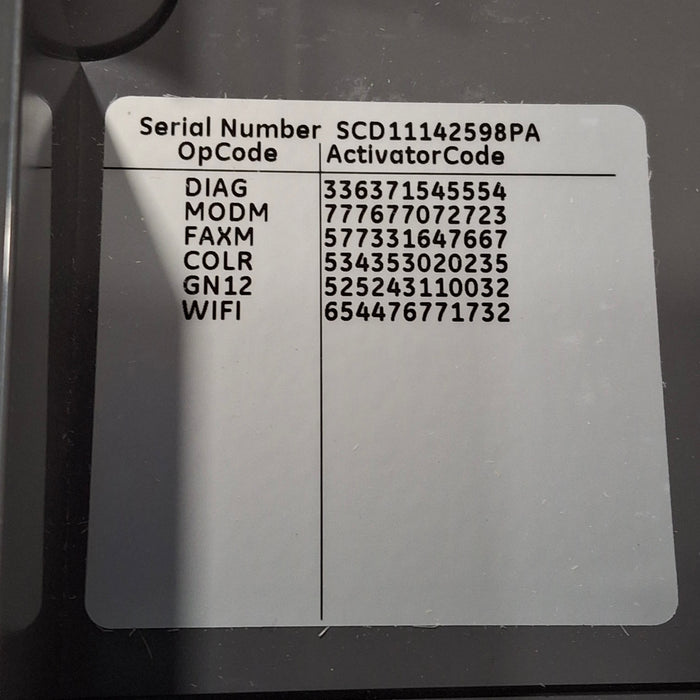 Serial Number SCD11142598PA
OpCode ActivatorCode
DIAG 336371545554
MODM 777677072723
FAXM 577331647667
COLR 534353020235
GN12 525243110032
WIFI 654476771732